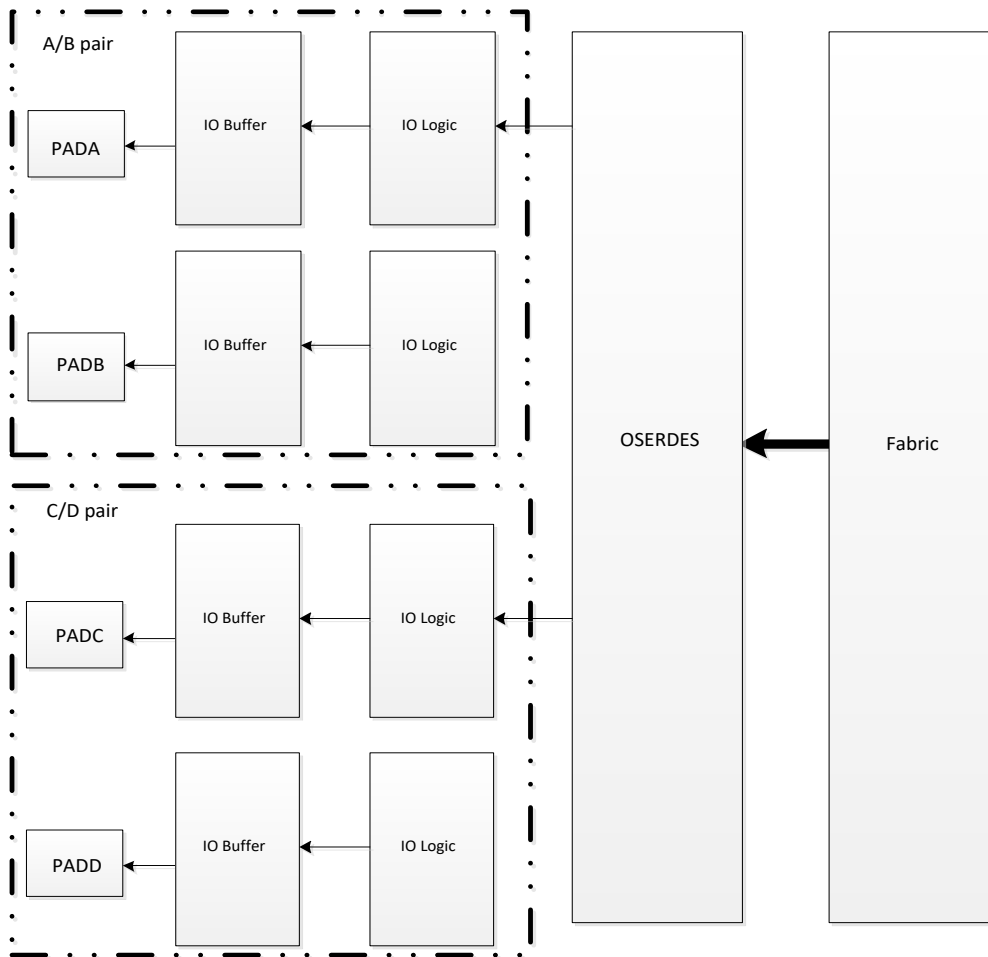 A/B pair
PADA
IO Buffer
IO Logic
PADB
IO Buffer
IO Logic
OSERDES
Fabric
C/D pair
PADC
IO Buffer
IO Logic
PADD
IO Buffer
IO Logic